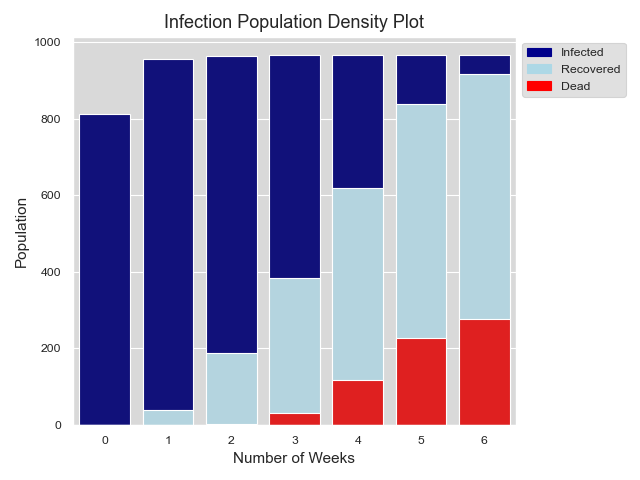 Infection Population Density Plot
Infected
Recovered
Dead
1000
800
600
400
200
0
Population
0 1 2 3 4 5 6
Number of Weeks